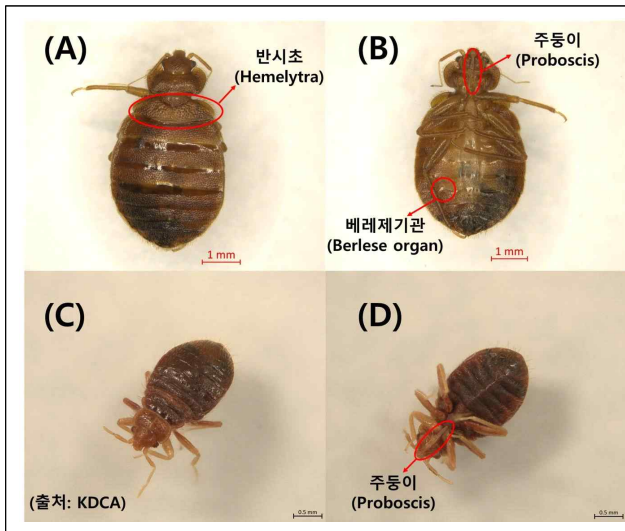 (A)
반시초
(Hemelytra)
1 mm
(B)
주둥이
(Proboscis)
베레제기관
(Berlese organ)
1 mm
(C)
(출처: KDCA)
0.5 mm
(D)
주둥이
(Proboscis)
0.5 mm